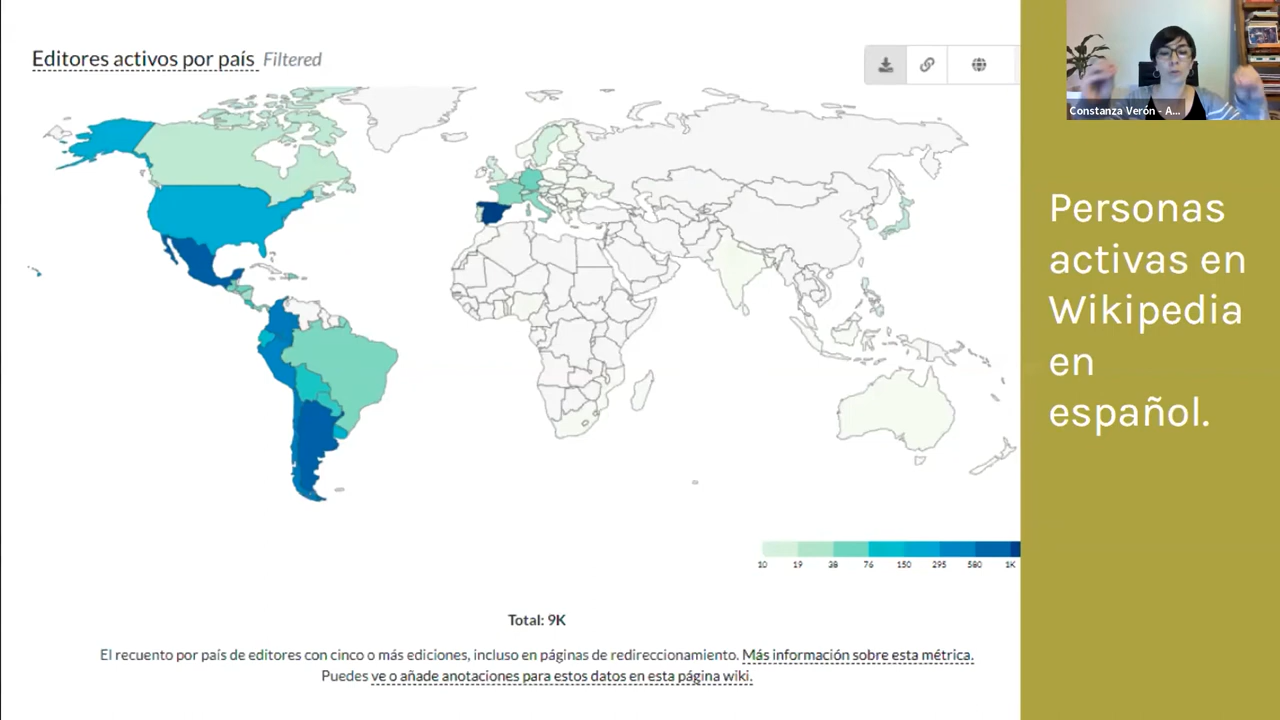 Editores activos por país Filtered
Constanza Verón - A...
Personas
activas en
Wikipedia
en
español.
10 19 38 76 150 295 580 1K
Total: 9K
El recuento por país de editores con cinco o más ediciones, incluso en páginas de redireccionamiento. Más información sobre esta métrica.
Puedes ve o añade anotaciones para estos datos en esta página wiki.